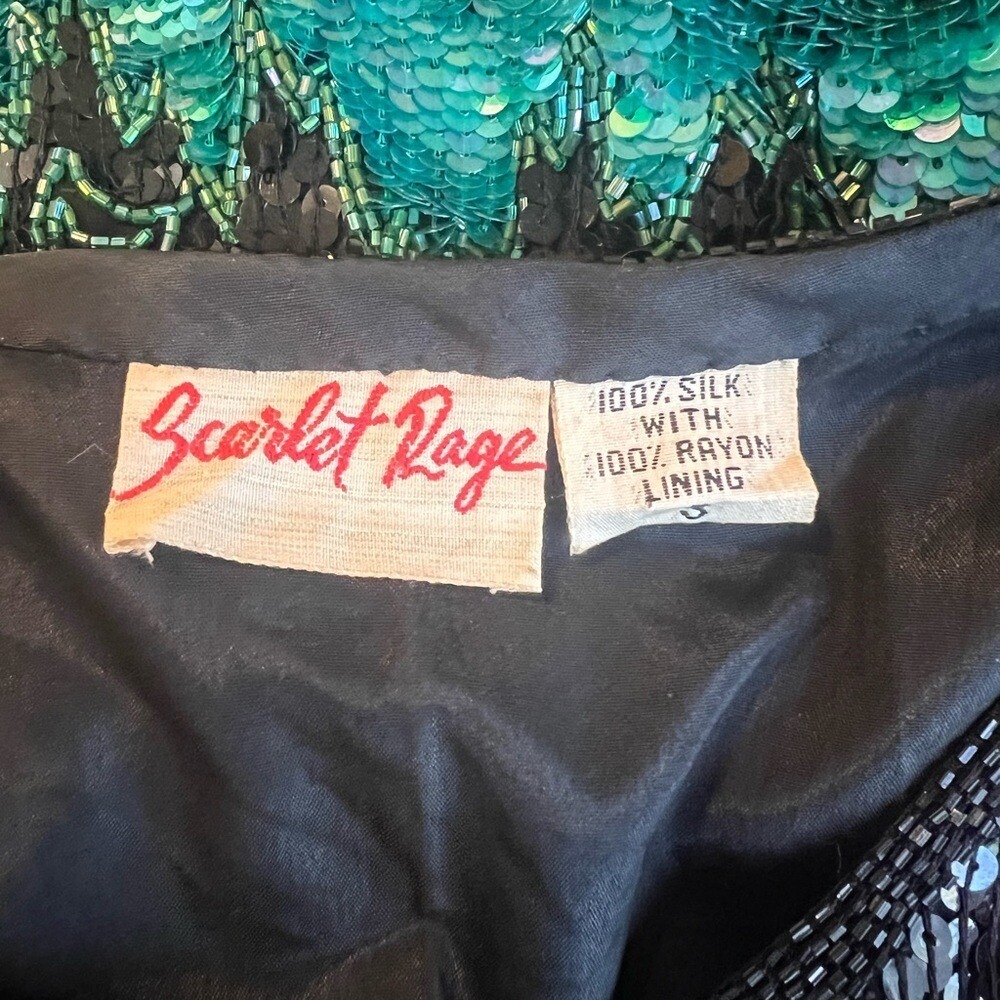 Scarlet Rage
100% SILK
WITH
100% RAYON
LINING
S